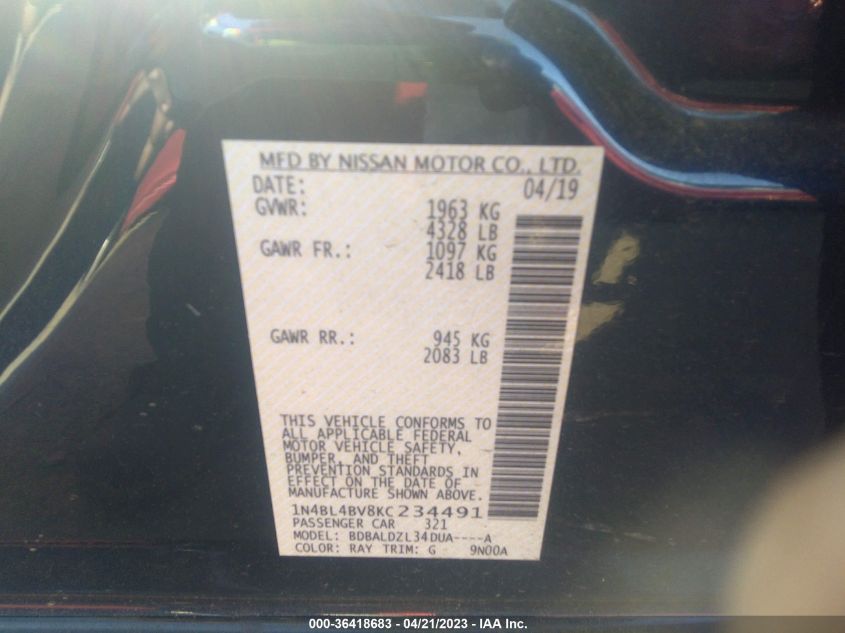 MFD BY NISSAN MOTOR CO., LTD.
DATE: 04/19
GVWR: 1963 KG
4328 LB
GAWR FR.: 1097 KG
2418 LB
GAWR RR.: 945 KG
2083 LB
THIS VEHICLE CONFORMS TO
ALL APPLICABLE FEDERAL
MOTOR VEHICLE SAFETY,
BUMPER, AND THEFT
PREVENTION STANDARDS IN
EFFECT ON THE DATE OF
MANUFACTURE SHOWN ABOVE.
1N4BL4BV8KC234491
PASSENGER CAR 321
MODEL: BDBALDZL34DUA----A
COLOR: RAY TRIM: G 9N00A
000-36418683 - 04/21/2023 - IAA Inc.